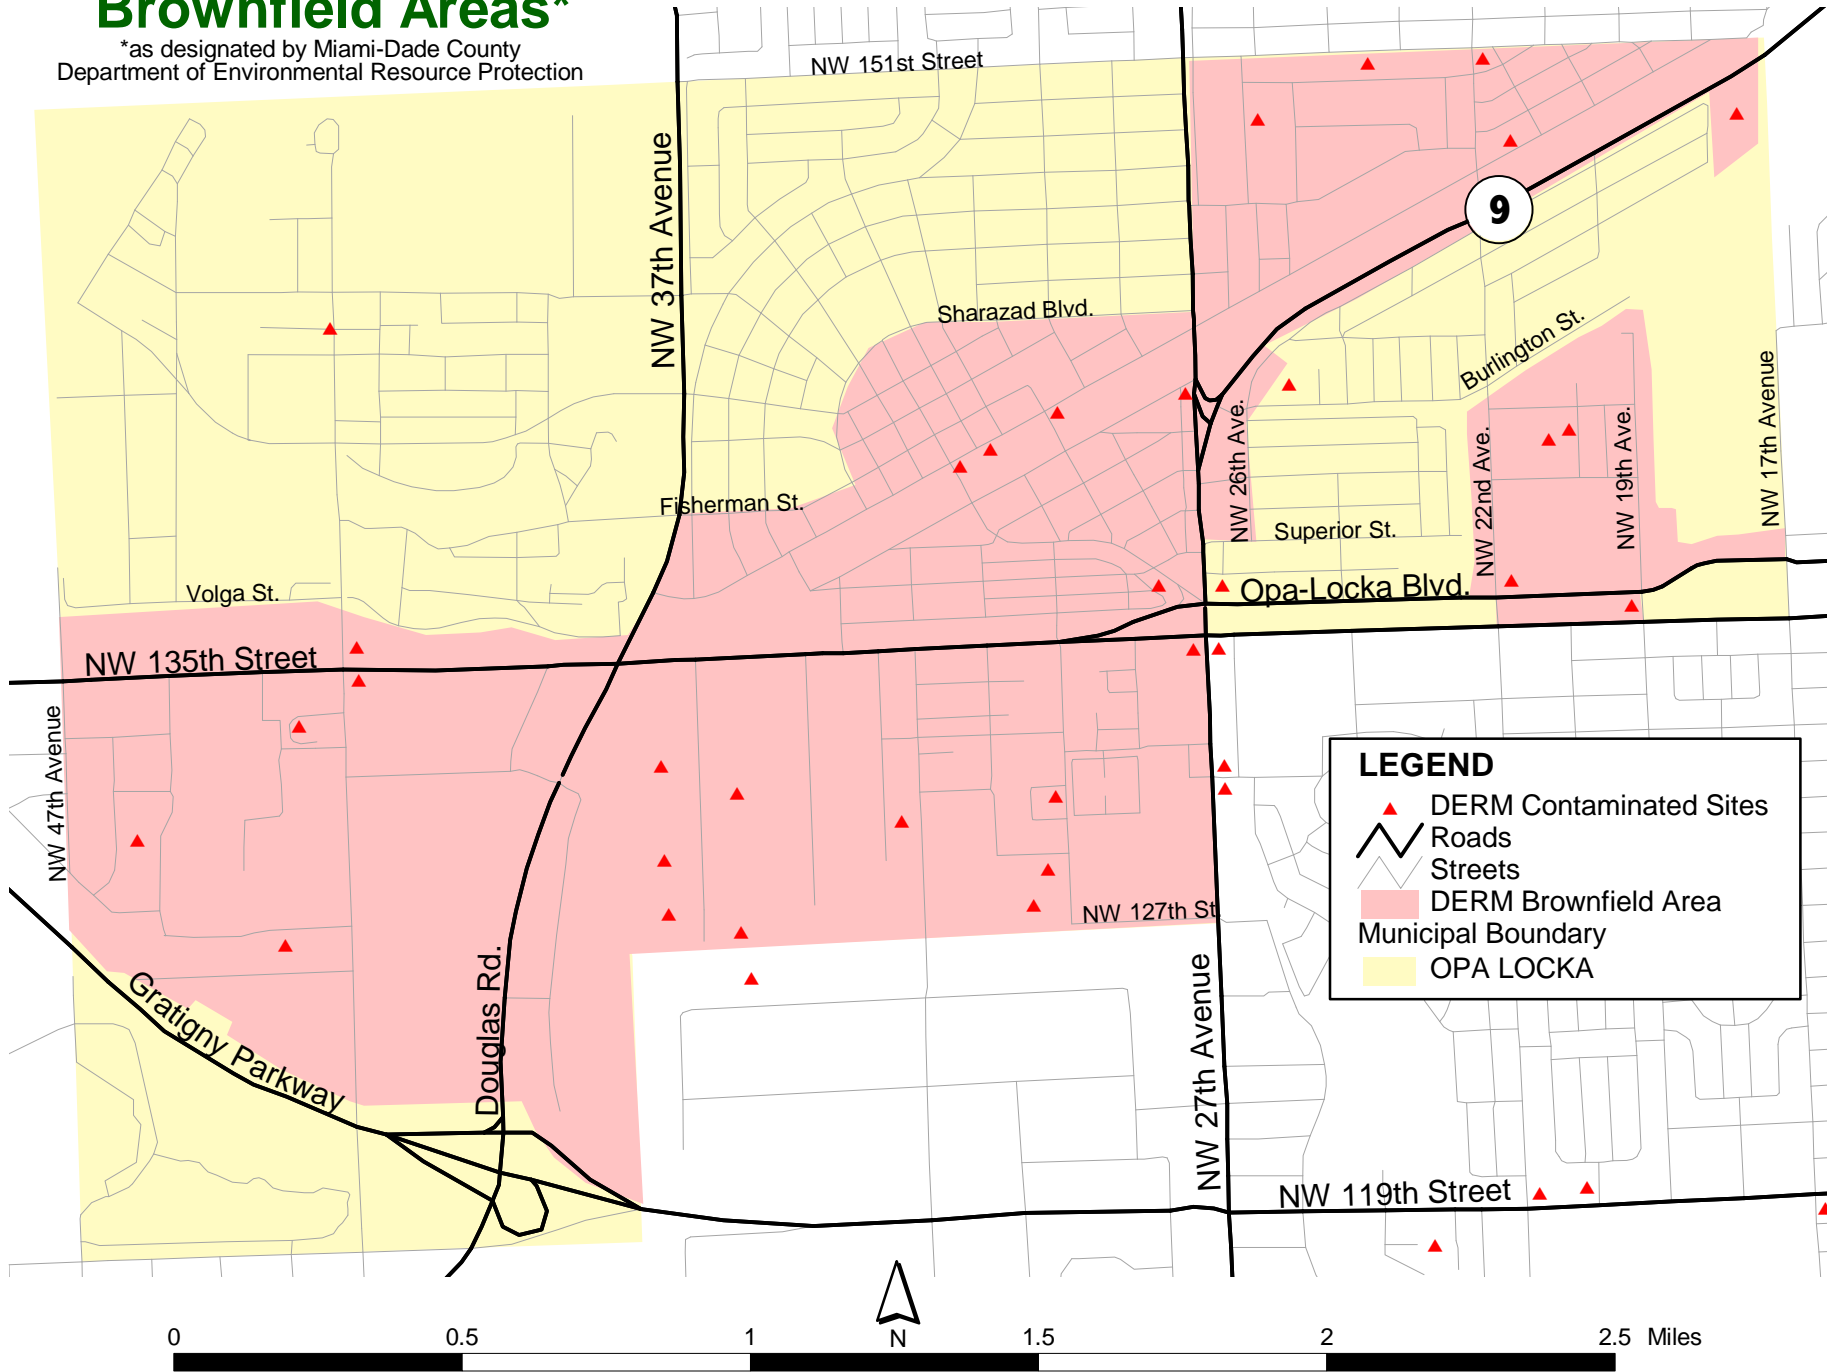 Brownfield Areas*
*as designated by Miami-Dade County
Department of Environmental Resource Protection
NW 151st Street
NW 37th Avenue
9
Sharazad Blvd.
Burlington St.
NW 17th Avenue
NW 26th Ave.
NW 22nd Ave.
NW 19th Ave.
Fisherman St.
Superior St.
Volga St.
Opa-Locka Blvd.
NW 135th Street
NW 47th Avenue
LEGEND
DERM Contaminated Sites
Roads
Streets
DERM Brownfield Area
Municipal Boundary
OPA LOCKA
NW 127th St.
Gratigny Parkway
Douglas Rd.
NW 27th Avenue
NW 119th Street
N
0 0.5 1 1.5 2 2.5 Miles